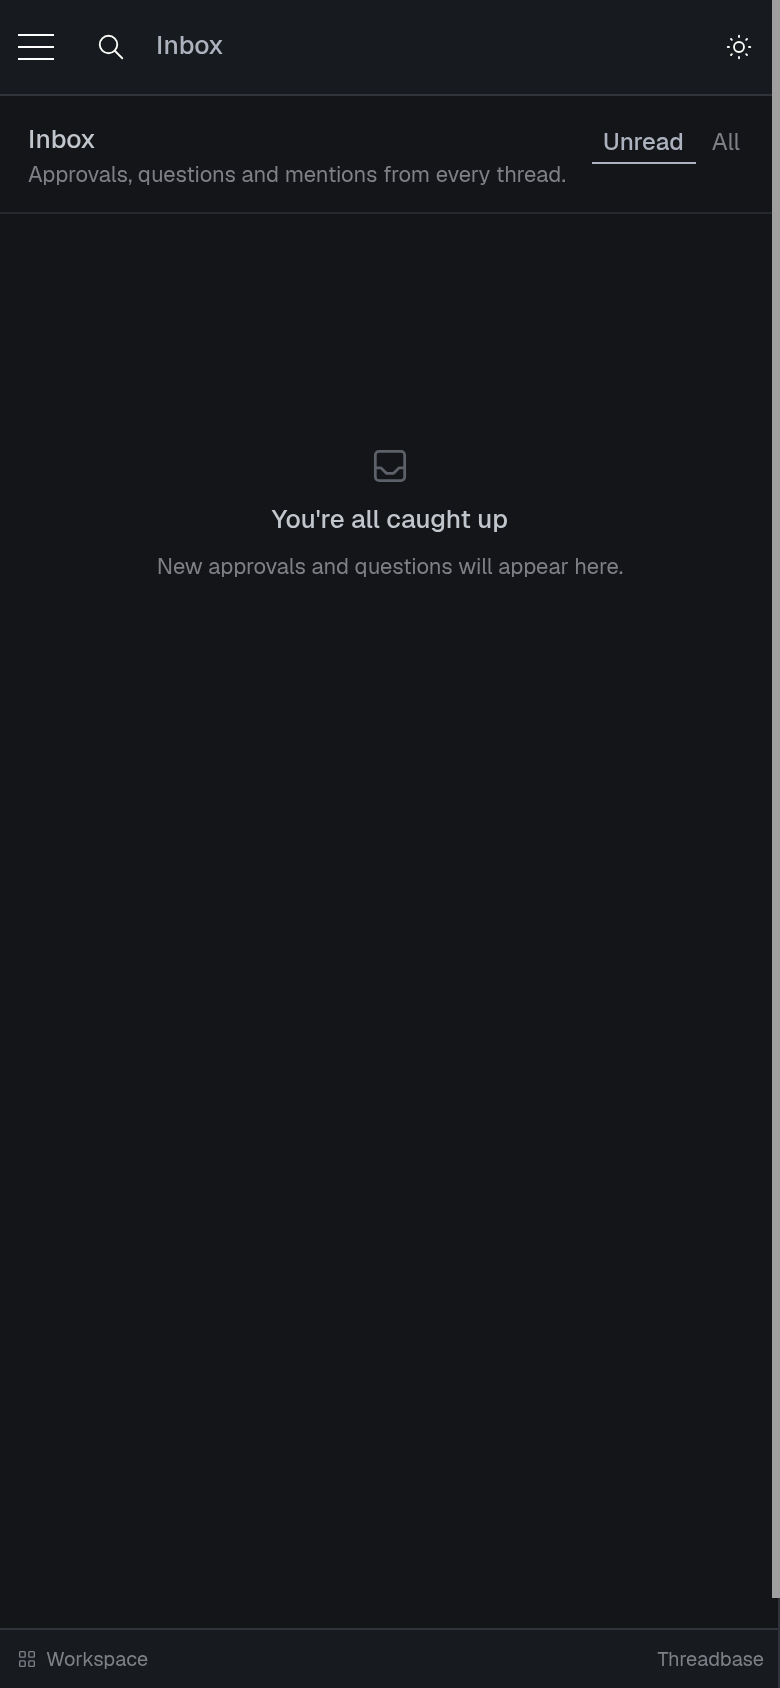 Inbox
Inbox
Unread All
Approvals, questions and mentions from every thread.
You're all caught up
New approvals and questions will appear here.
Workspace
Threadbase